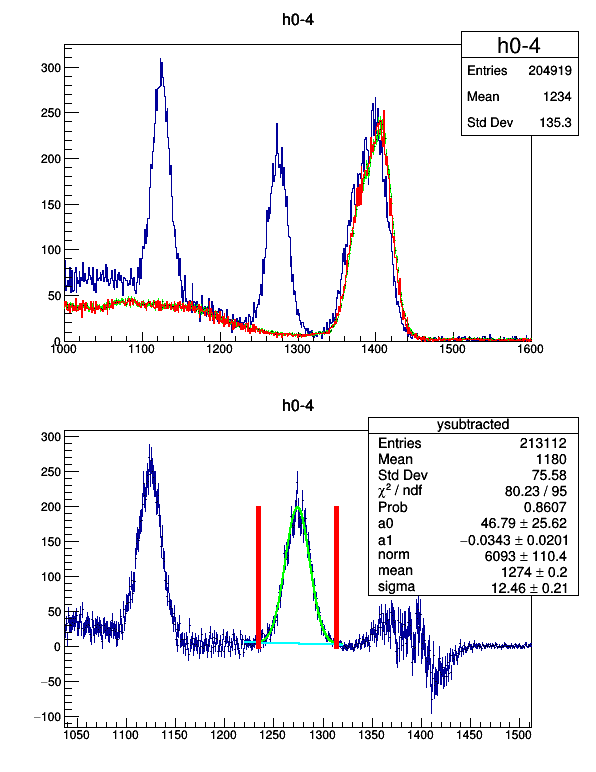 h0-4
h0-4
Entries 204919
Mean 1234
Std Dev 135.3
300
250
200
150
100
50
0
1000 1100 1200 1300 1400 1500 1600
h0-4
ysubtracted
Entries 213112
Mean 1180
Std Dev 75.58
χ² / ndf 80.23 / 95
Prob 0.8607
a0 46.79 ± 25.62
a1 −0.0343 ± 0.0201
norm 6093 ± 110.4
mean 1274 ± 0.2
sigma 12.46 ± 0.21
300
250
200
150
100
50
0
−50
−100
1050 1100 1150 1200 1250 1300 1350 1400 1450 1500